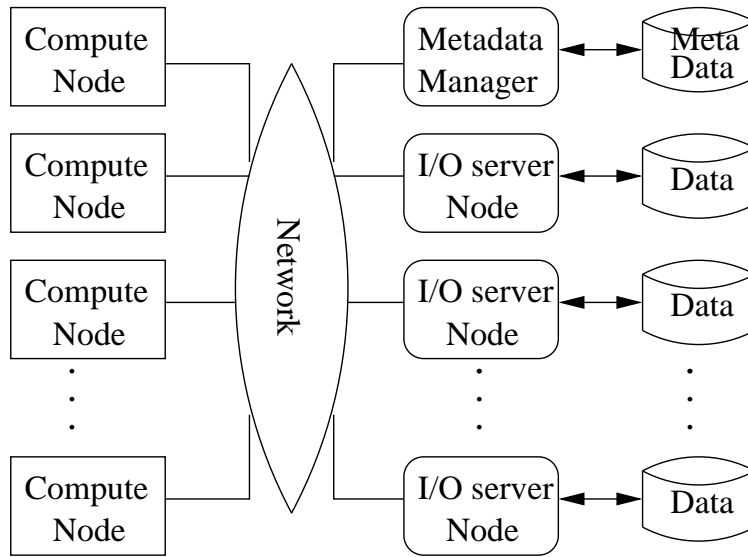 Compute
Node
Metadata
Manager
Meta
Data
Compute
Node
I/O server
Node
Data
Network
Compute
Node
I/O server
Node
Data
Compute
Node
I/O server
Node
Data